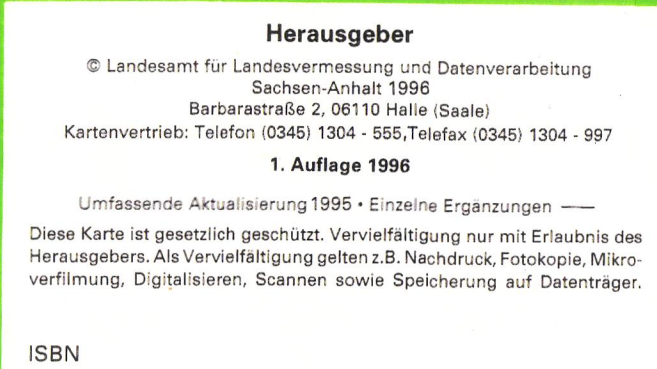 Herausgeber
© Landesamt für Landesvermessung und Datenverarbeitung
Sachsen-Anhalt 1996
Barbarastraße 2, 06110 Halle (Saale)
Kartenvertrieb: Telefon (0345) 1304 - 555,Telefax (0345) 1304 - 997
1. Auflage 1996
Umfassende Aktualisierung 1995 • Einzelne Ergänzungen ——
Diese Karte ist gesetzlich geschützt. Vervielfältigung nur mit Erlaubnis des
Herausgebers. Als Vervielfältigung gelten z.B. Nachdruck, Fotokopie, Mikro-
verfilmung, Digitalisieren, Scannen sowie Speicherung auf Datenträger.
ISBN